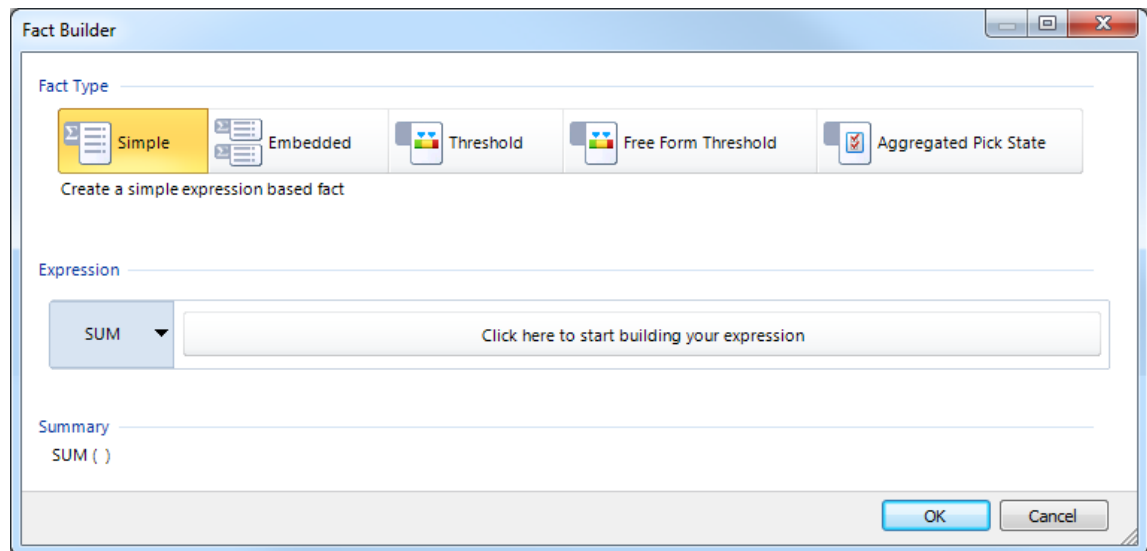 Fact Builder
Fact Type
Simple Embedded Threshold Free Form Threshold Aggregated Pick State
Create a simple expression based fact
Expression
SUM Click here to start building your expression
Summary
SUM ( )
OK Cancel